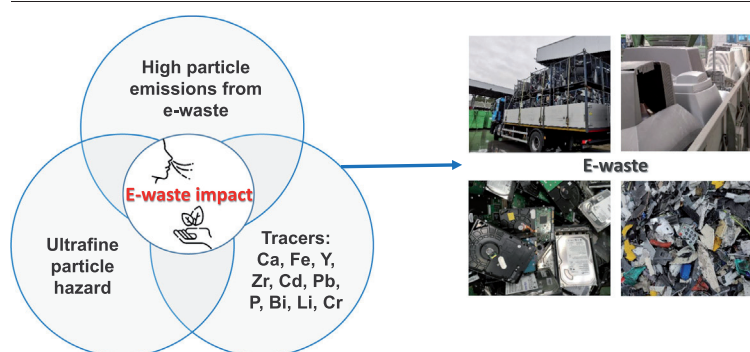 High particle
emissions from
e-waste
E-waste impact
Ultrafine
particle
hazard
Tracers:
Ca, Fe, Y,
Zr, Cd, Pb,
P, Bi, Li, Cr
E-waste